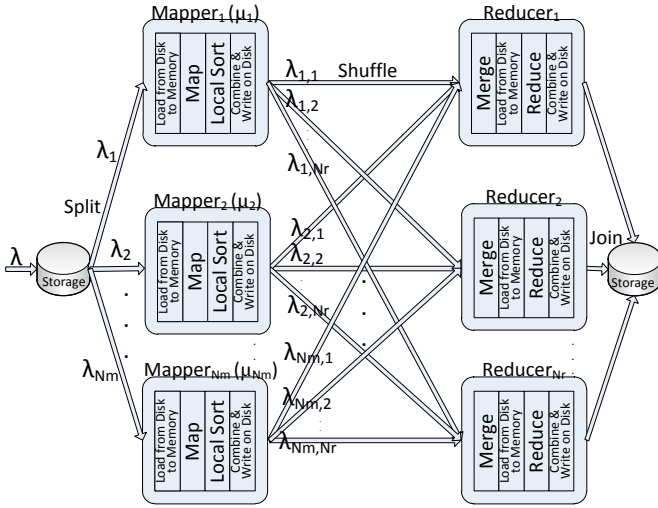 Mapper₁ (μ₁)
Load from Disk
to Memory
Map
Local Sort
Combine &
Write on Disk
λ₁,₁
Shuffle
λ₁,₂
λ₁,Nr
Reducer₁
Merge
Load from Disk
to Memory
Reduce
Combine &
Write on Disk
λ₁
Split
λ
Storage
λ₂
λNm
Mapper₂ (μ₂)
Load from Disk
to Memory
Map
Local Sort
Combine &
Write on Disk
λ₂,₁
λ₂,₂
λ₂,Nr
Reducer₂
Merge
Load from Disk
to Memory
Reduce
Combine &
Write on Disk
Join
Storage
MapperNm (μNm)
Load from Disk
to Memory
Map
Local Sort
Combine &
Write on Disk
λNm,1
λNm,2
λNm,Nr
ReducerNr
Merge
Load from Disk
to Memory
Reduce
Combine &
Write on Disk